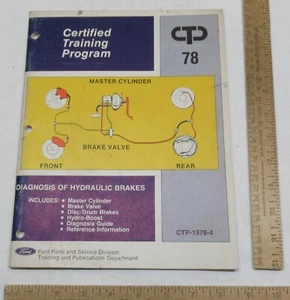 Certified
Training
Program
CTP
78
MASTER CYLINDER
BRAKE VALVE
FRONT
REAR
DIAGNOSIS OF HYDRAULIC BRAKES
INCLUDES: • Master Cylinder
• Brake Valve
• Disc/Drum Brakes
• Hydro-Boost
• Diagnosis Guide
• Reference Information
CTP-1978-4
Ford
Ford Parts and Service Division
Training and Publications Department